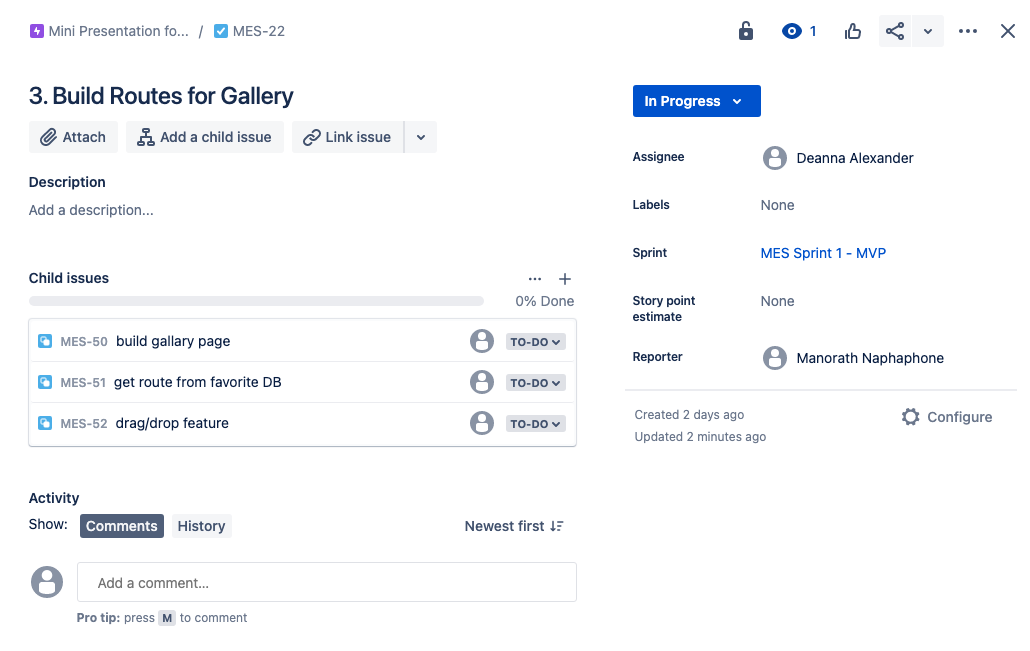 Mini Presentation fo... / MES-22
1
3. Build Routes for Gallery
Attach
Add a child issue
Link issue
Description
Add a description...
Child issues
0% Done
MES-50 build gallary page TO-DO
MES-51 get route from favorite DB TO-DO
MES-52 drag/drop feature TO-DO
Activity
Show: Comments History Newest first
Add a comment...
Pro tip: press M to comment
In Progress
Assignee Deanna Alexander
Labels None
Sprint MES Sprint 1 - MVP
Story point estimate None
Reporter Manorath Naphaphone
Created 2 days ago
Configure
Updated 2 minutes ago